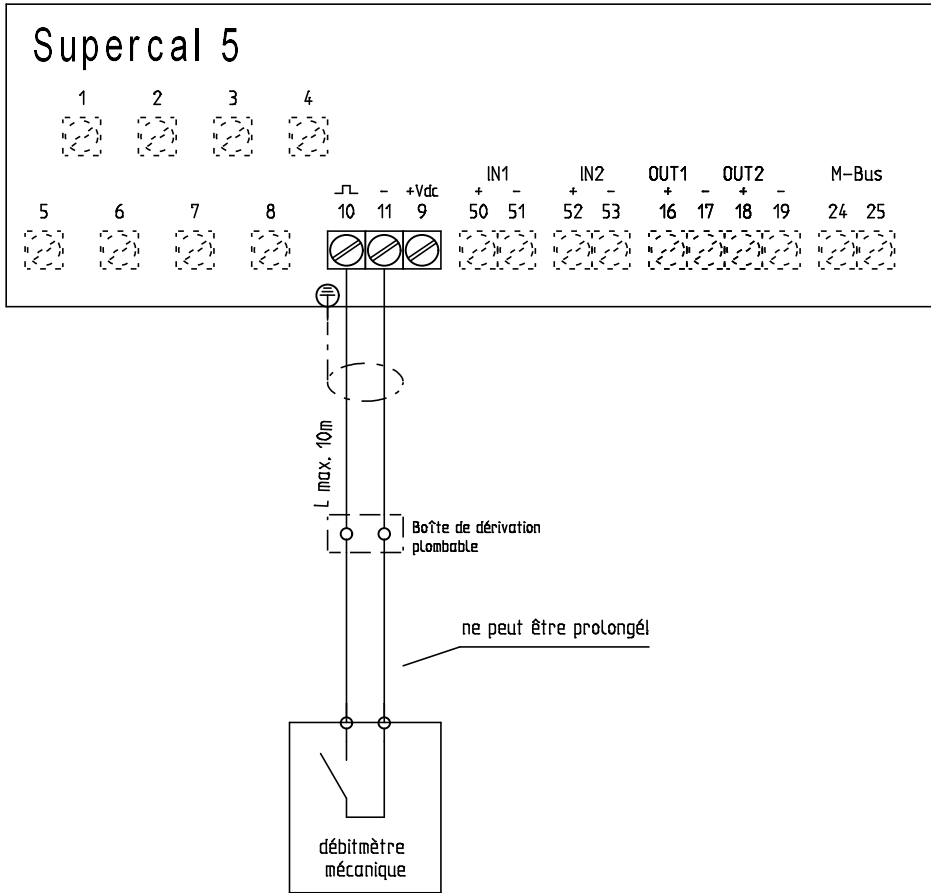 Supercal 5
1 2 3 4
IN1 IN2 OUT1 OUT2 M-Bus
- +Vdc + - + - + - + -
5 6 7 8 10 11 9 50 51 52 53 16 17 18 19 24 25
L max. 10m
Boîte de dérivation
plombable
ne peut être prolongé!
débitmètre
mécanique